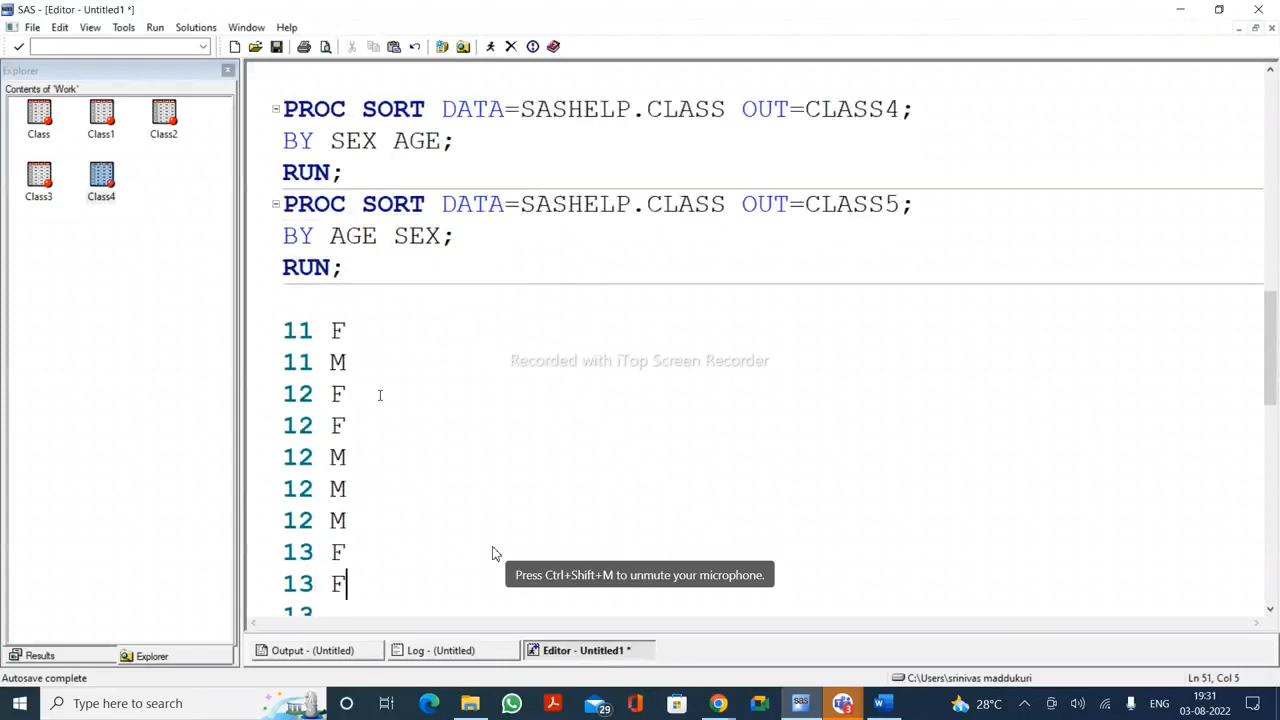 SAS - [Editor - Untitled1 *]
File Edit View Tools Run Solutions Window Help
Explorer
Contents of 'Work'
Class Class1 Class2
Class3 Class4
PROC SORT DATA=SASHELP.CLASS OUT=CLASS4;
BY SEX AGE;
RUN;
PROC SORT DATA=SASHELP.CLASS OUT=CLASS5;
BY AGE SEX;
RUN;
11 F
11 M
Recorded with iTop Screen Recorder
12 F
12 F
12 M
12 M
12 M
13 F
Press Ctrl+Shift+M to unmute your microphone.
13 F
13
Results Explorer
Output - (Untitled) Log - (Untitled) Editor - Untitled1 *
Autosave complete C:\Users\srinivas maddukuri Ln 51, Col 5
Type here to search 29 sas 3 28°C ENG 19:31
03-08-2022